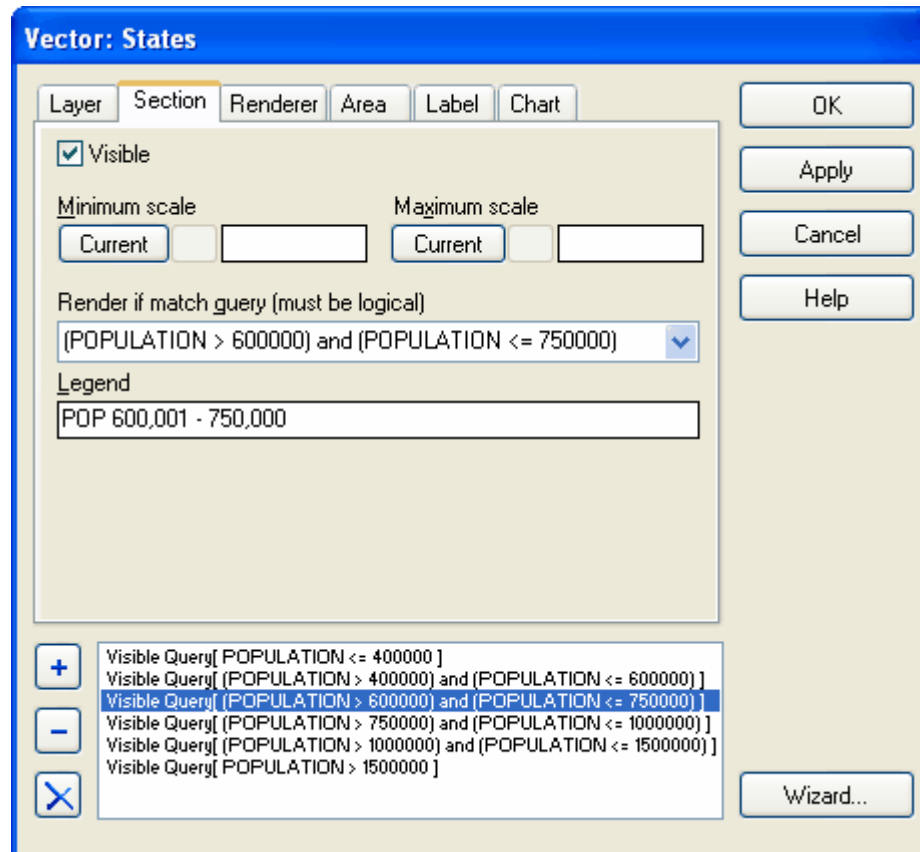 Vector: States
Layer Section Renderer Area Label Chart
OK
Visible
Apply
Minimum scale Maximum scale
Current Current
Cancel
Render if match query (must be logical)
Help
(POPULATION > 600000) and (POPULATION <= 750000)
Legend
POP 600,001 - 750,000
+
Visible Query[ POPULATION <= 400000 ]
Visible Query[ (POPULATION > 400000) and (POPULATION <= 600000) ]
Visible Query[ (POPULATION > 600000) and (POPULATION <= 750000) ]
-
Visible Query[ (POPULATION > 750000) and (POPULATION <= 1000000) ]
Visible Query[ (POPULATION > 1000000) and (POPULATION <= 1500000) ]
Visible Query[ POPULATION > 1500000 ]
Wizard...